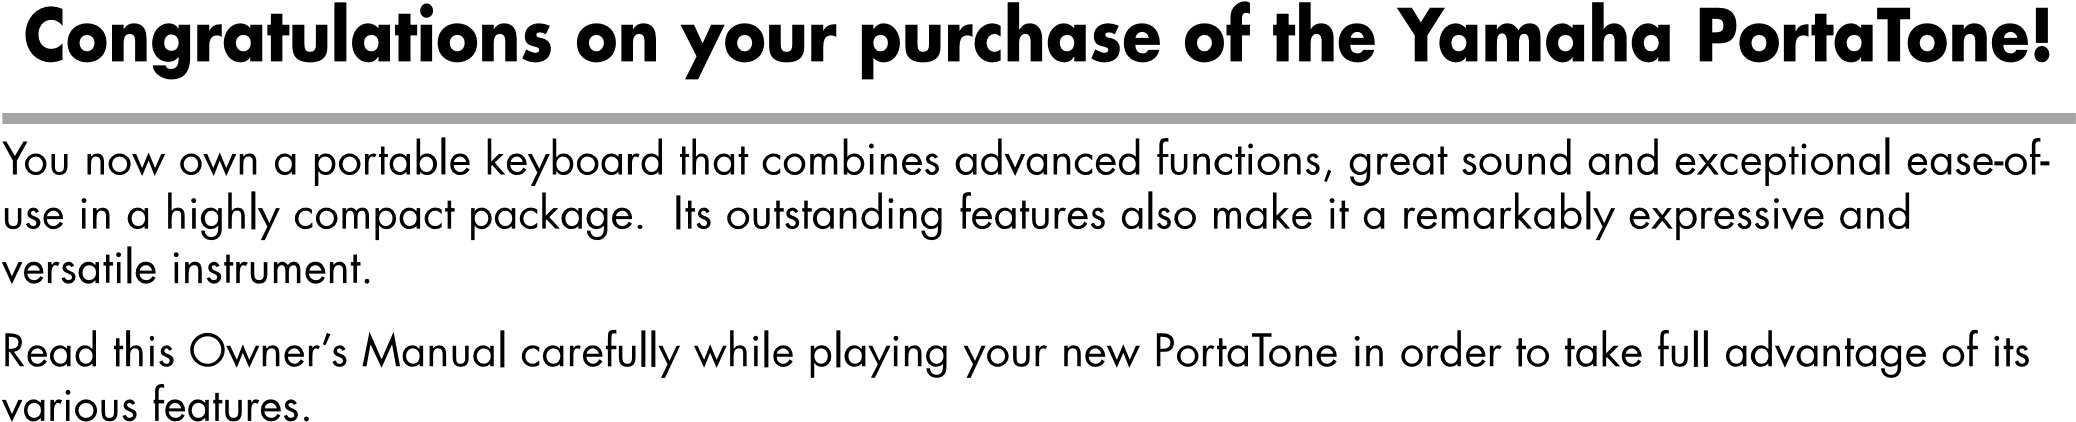 Congratulations on your purchase of the Yamaha PortaTone!
You now own a portable keyboard that combines advanced functions, great sound and exceptional ease-of-
use in a highly compact package.  Its outstanding features also make it a remarkably expressive and
versatile instrument.
Read this Owner’s Manual carefully while playing your new PortaTone in order to take full advantage of its
various features.